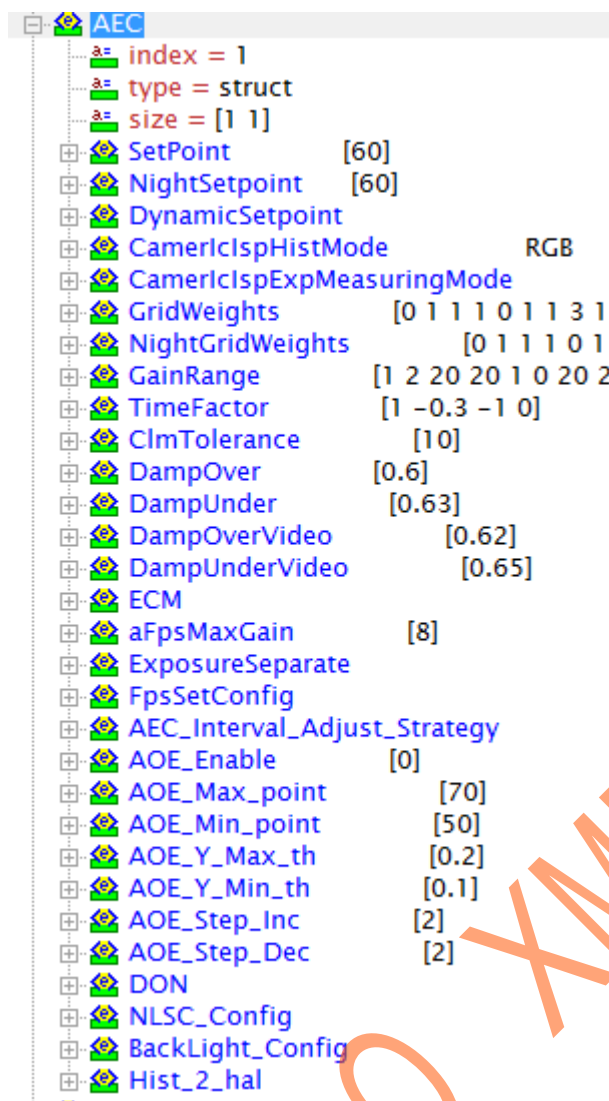 AEC
index = 1
type = struct
size = [1 1]
SetPoint [60]
NightSetpoint [60]
DynamicSetpoint
CamerIcIspHistMode RGB
CamerIcIspExpMeasuringMode
GridWeights [0 1 1 1 0 1 1 3 1
NightGridWeights [0 1 1 1 0 1
GainRange [1 2 20 20 1 0 20 2
TimeFactor [1 -0.3 -1 0]
ClmTolerance [10]
DampOver [0.6]
DampUnder [0.63]
DampOverVideo [0.62]
DampUnderVideo [0.65]
ECM
aFpsMaxGain [8]
ExposureSeparate
FpsSetConfig
AEC_Interval_Adjust_Strategy
AOE_Enable [0]
AOE_Max_point [70]
AOE_Min_point [50]
AOE_Y_Max_th [0.2]
AOE_Y_Min_th [0.1]
AOE_Step_Inc [2]
AOE_Step_Dec [2]
DON
NLSC_Config
BackLight_Config
Hist_2_hal